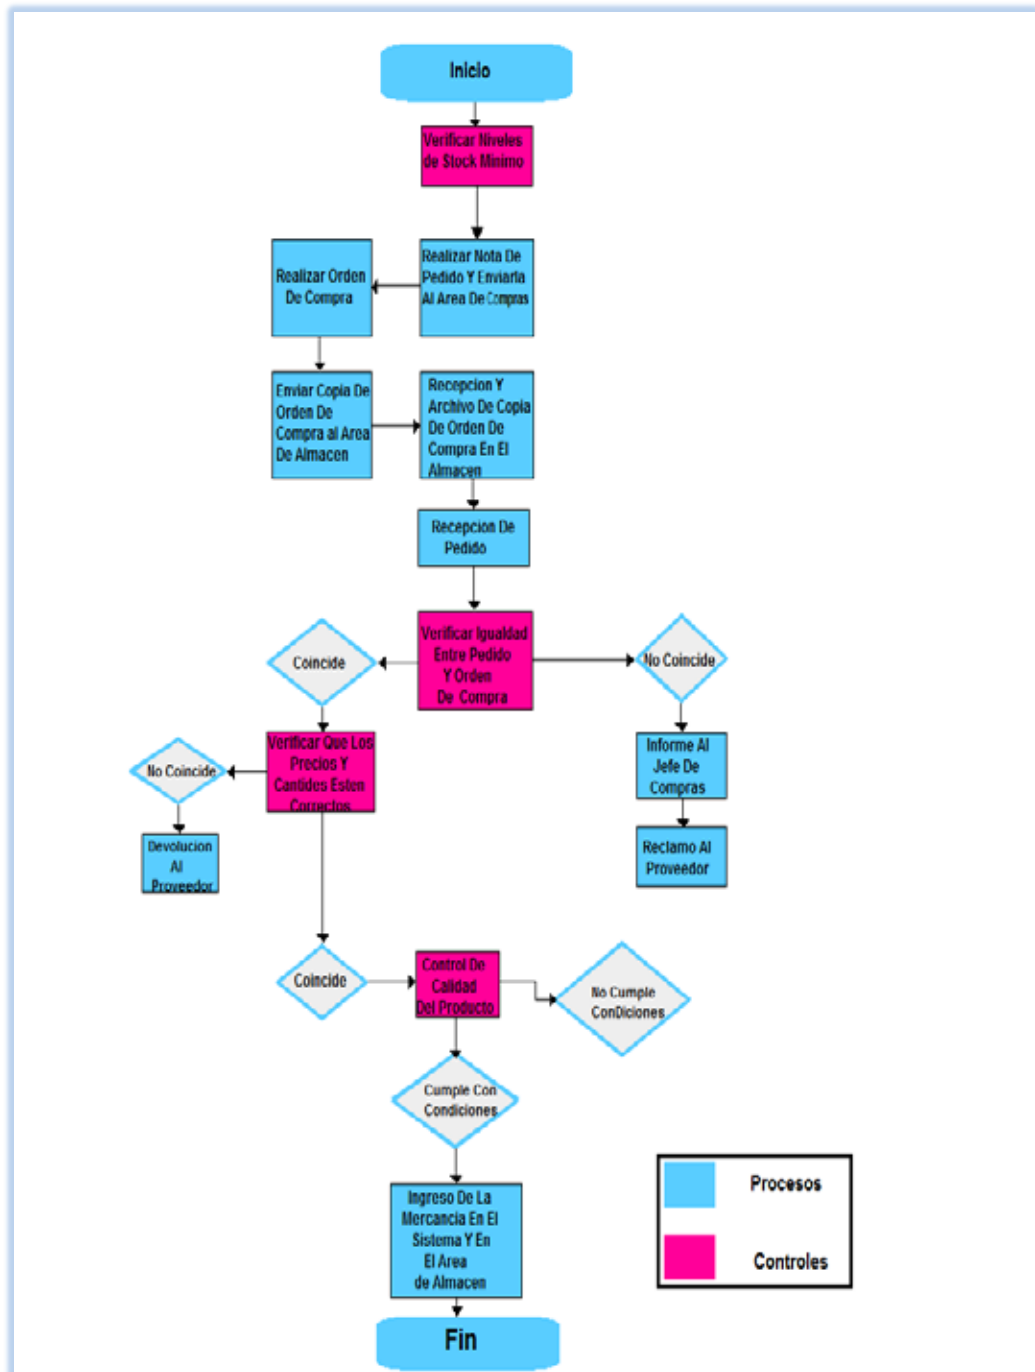 Inicio
Verificar Niveles
de Stock Minimo
Realizar Nota De
Pedido Y Enviarla
Al Area De Compras
Realizar Orden
De Compra
Enviar Copia De
Orden De
Compra al Area
De Almacen
Recepcion Y
Archivo De Copia
De Orden De
Compra En El
Almacen
Recepcion De
Pedido
Verificar Igualdad
Entre Pedido
Y Orden
De Compra
Coincide
No Coincide
Informe Al
Jefe De
Compras
Reclamo Al
Proveedor
Verificar Que Los
Precios Y
Cantides Esten
Correctos
No Coincide
Devolucion
Al
Proveedor
Coincide
Control De
Calidad
Del Producto
No Cumple
ConDiciones
Cumple Con
Condiciones
Ingreso De La
Mercancia En El
Sistema Y En
El Area
de Almacen
Fin
Procesos
Controles